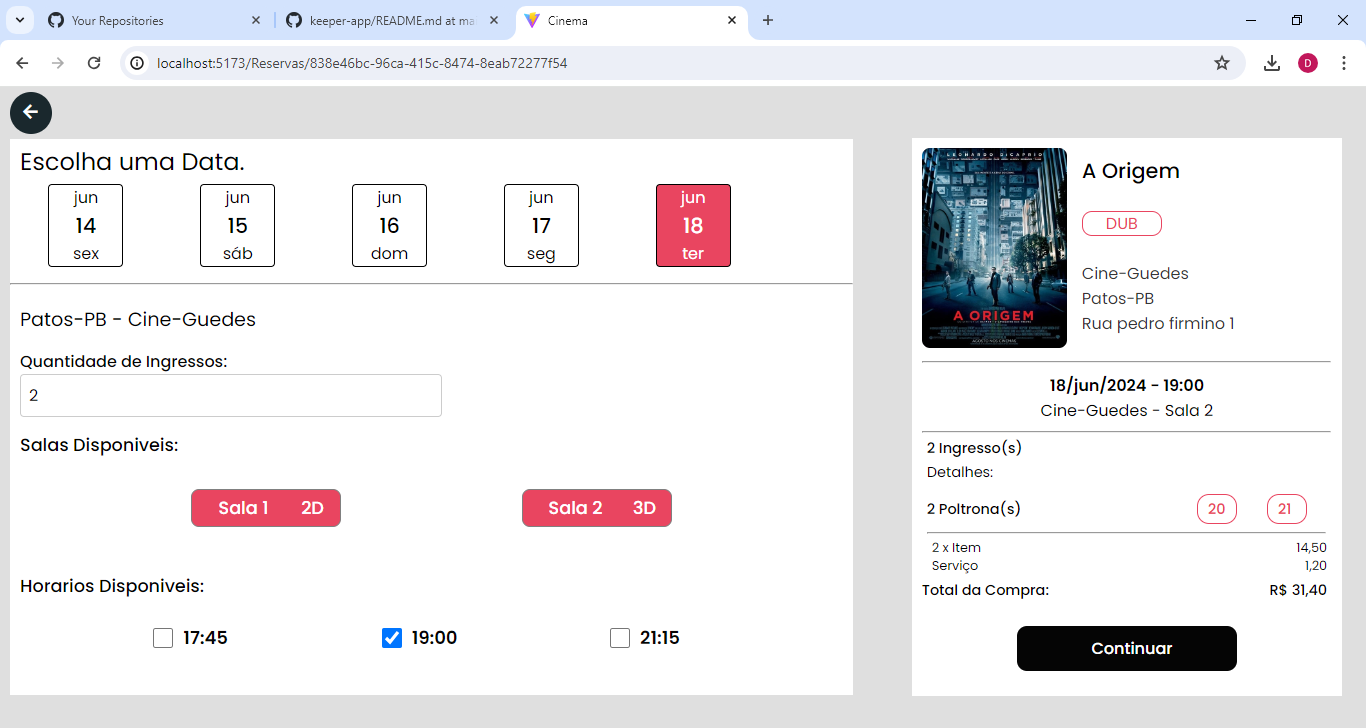 Your Repositories
keeper-app/README.md at ma
Cinema
localhost:5173/Reservas/838e46bc-96ca-415c-8474-8eab72277f54
D
Escolha uma Data.
jun
14
sex
jun
15
sáb
jun
16
dom
jun
17
seg
jun
18
ter
Patos-PB - Cine-Guedes
Quantidade de Ingressos:
2
Salas Disponiveis:
Sala 1 2D
Sala 2 3D
Horarios Disponiveis:
17:45
19:00
21:15
LEONARDO DICAPRIO
A ORIGEM
A Origem
DUB
Cine-Guedes
Patos-PB
Rua pedro firmino 1
18/jun/2024 - 19:00
Cine-Guedes - Sala 2
2 Ingresso(s)
Detalhes:
2 Poltrona(s) 20 21
2 x Item 14,50
Serviço 1,20
Total da Compra: R$ 31,40
Continuar